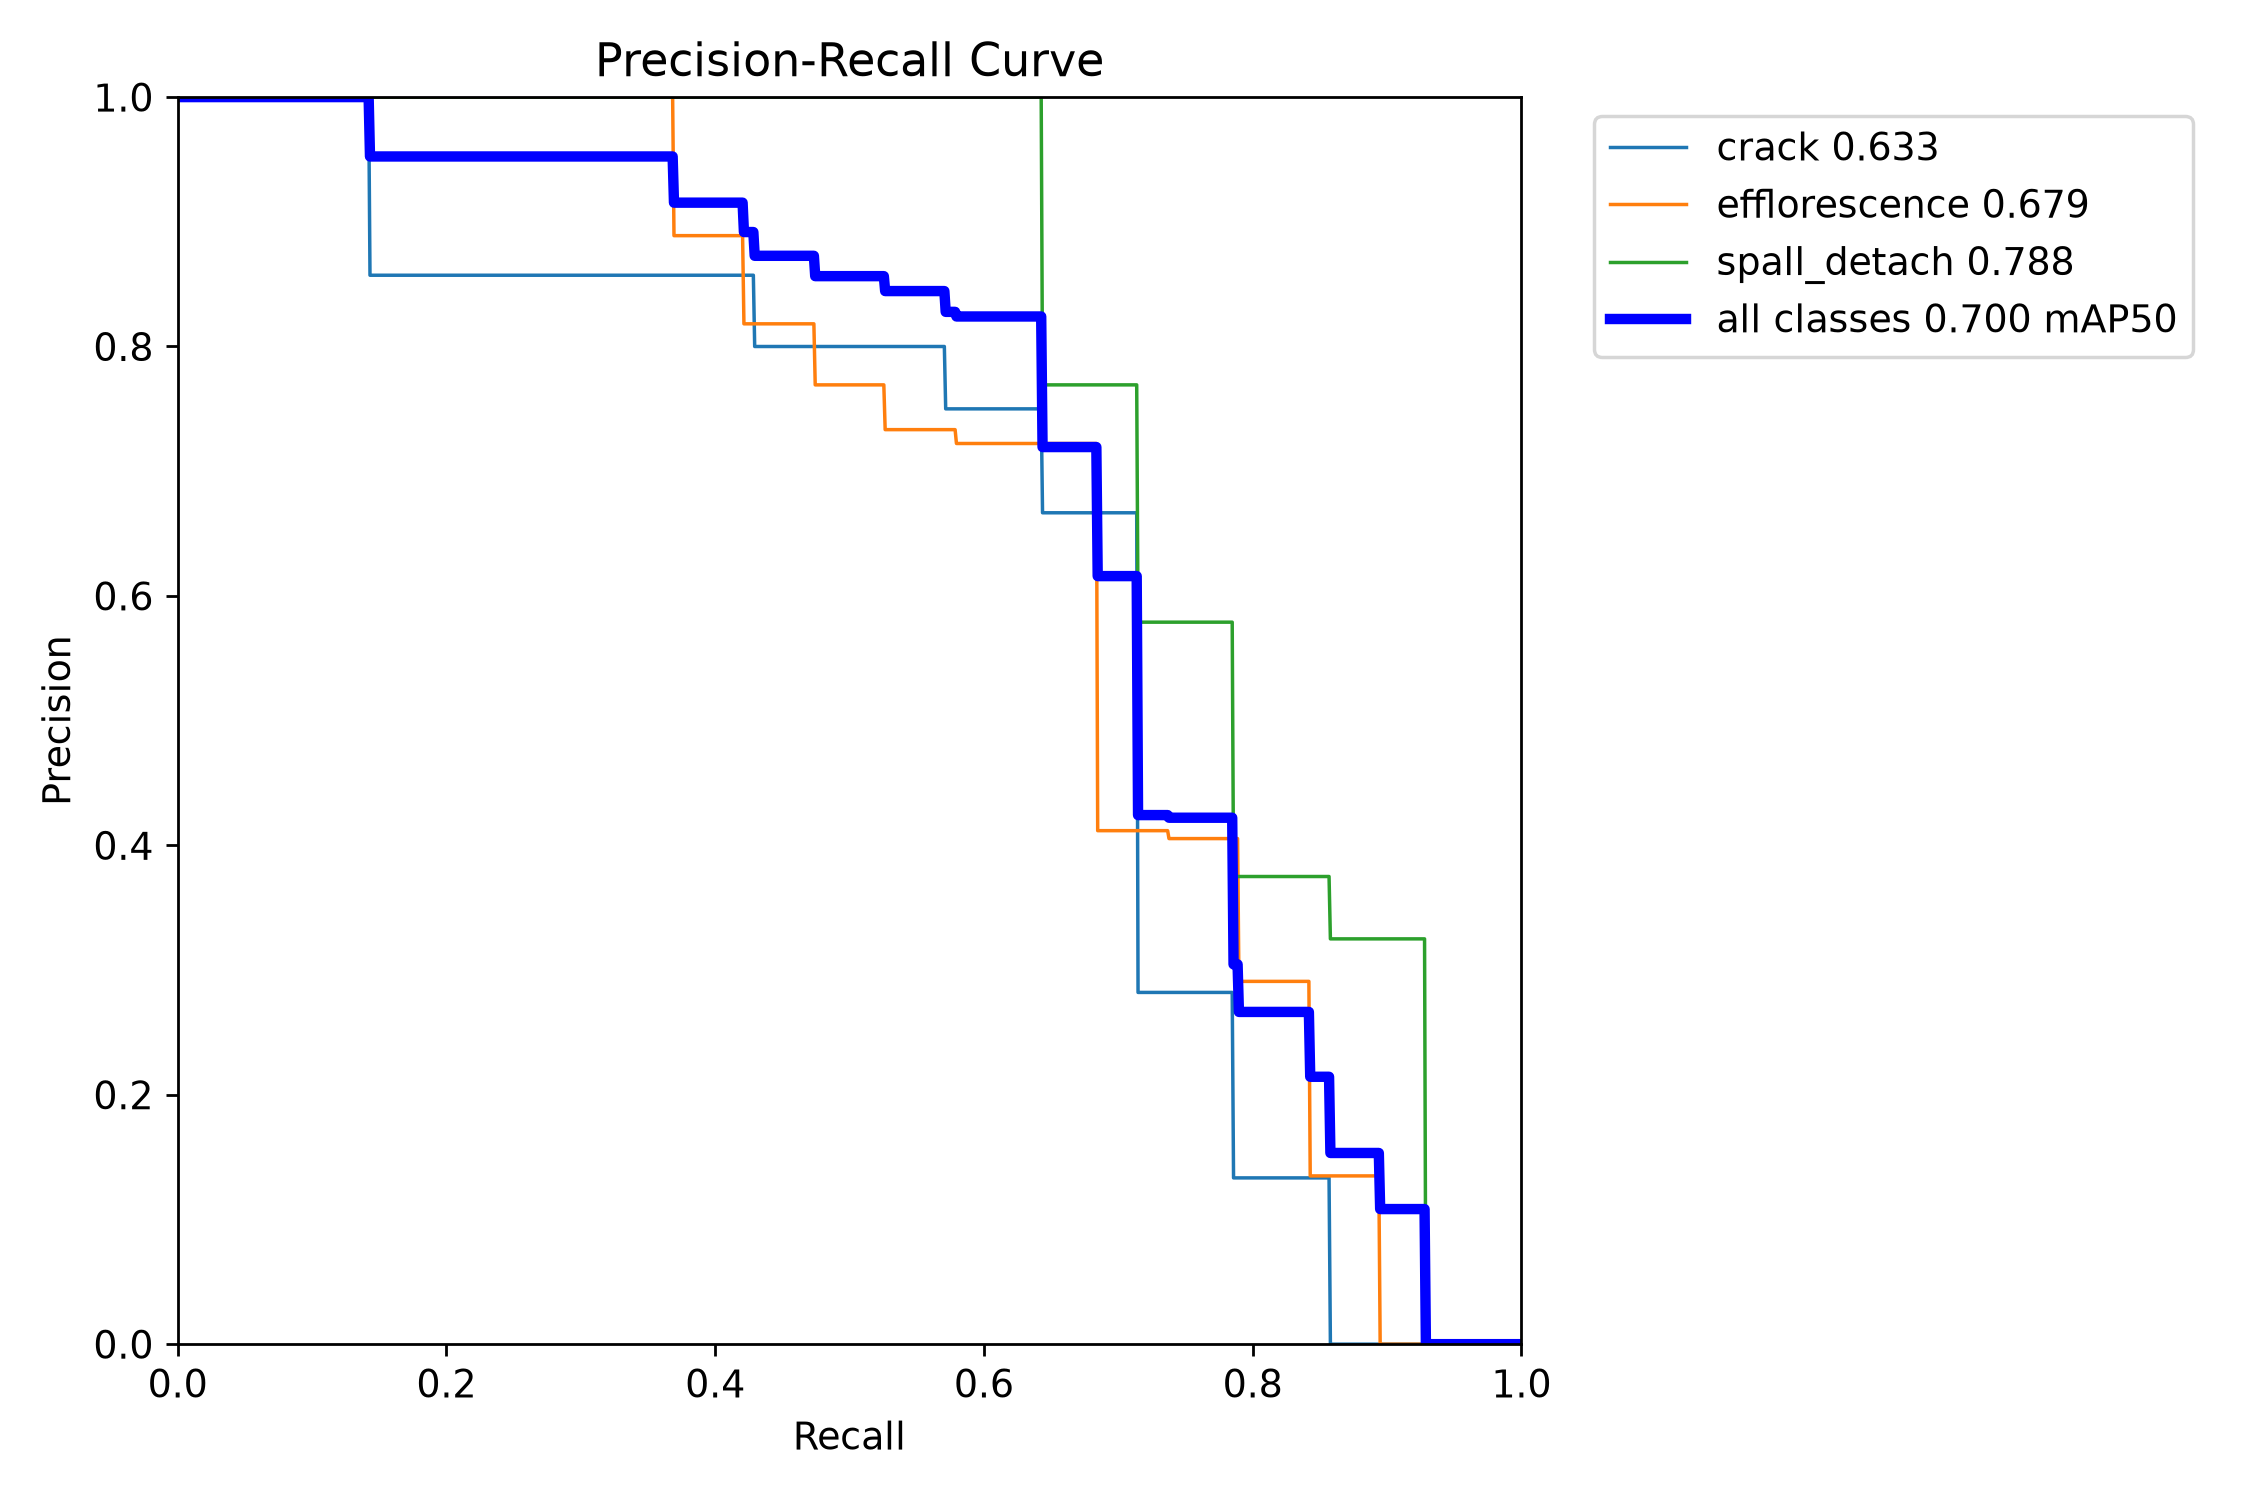 Precision-Recall Curve
1.0
0.8
0.6
0.4
0.2
0.0
Precision
0.0 0.2 0.4 0.6 0.8 1.0
Recall
crack 0.633
efflorescence 0.679
spall_detach 0.788
all classes 0.700 mAP50